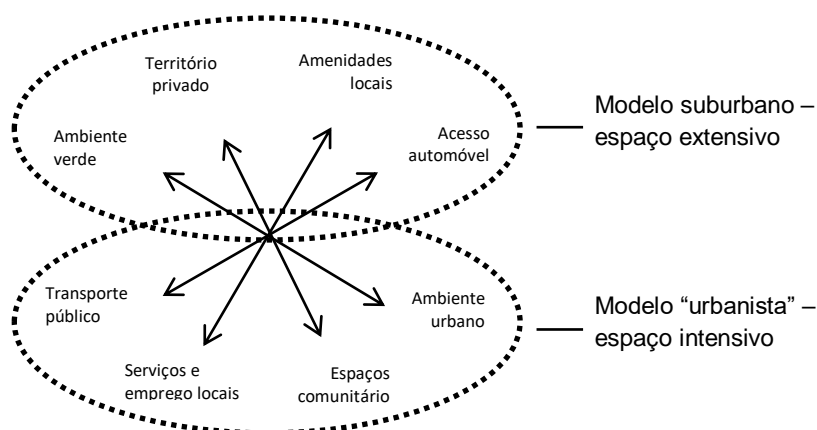 Território
privado
Amenidades
locais
Ambiente
verde
Acesso
automóvel
Modelo suburbano –
espaço extensivo
Transporte
público
Ambiente
urbano
Serviços e
emprego locais
Espaços
comunitário
Modelo “urbanista” –
espaço intensivo